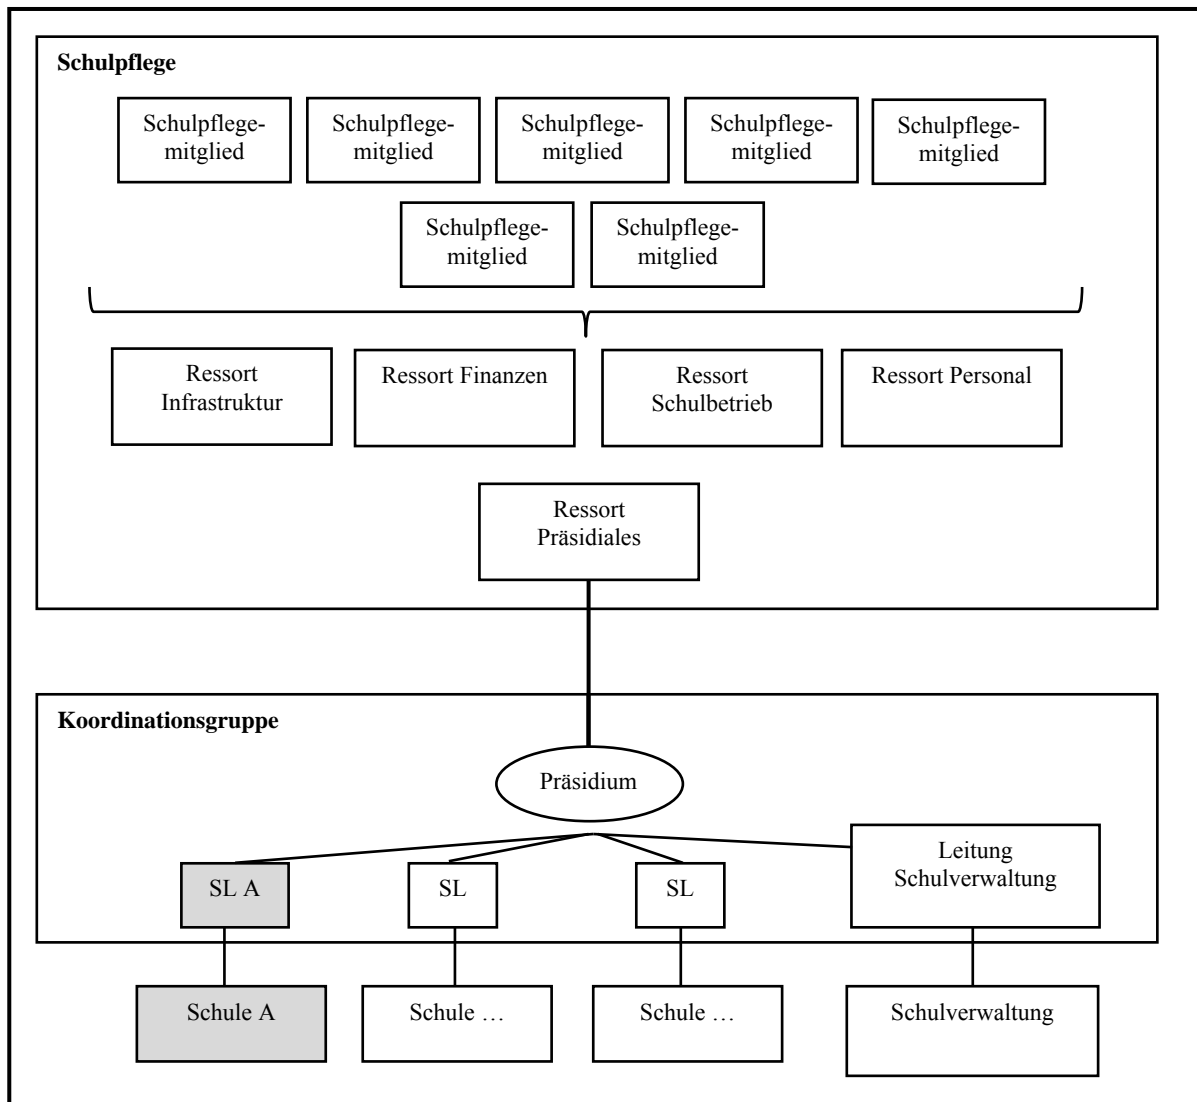 Schulpflege
Schulpflege-
mitglied
Schulpflege-
mitglied
Schulpflege-
mitglied
Schulpflege-
mitglied
Schulpflege-
mitglied
Schulpflege-
mitglied
Schulpflege-
mitglied
Ressort
Infrastruktur
Ressort Finanzen
Ressort
Schulbetrieb
Ressort Personal
Ressort
Präsidiales
Koordinationsgruppe
Präsidium
SL A
SL
SL
Leitung
Schulverwaltung
Schule A
Schule …
Schule …
Schulverwaltung